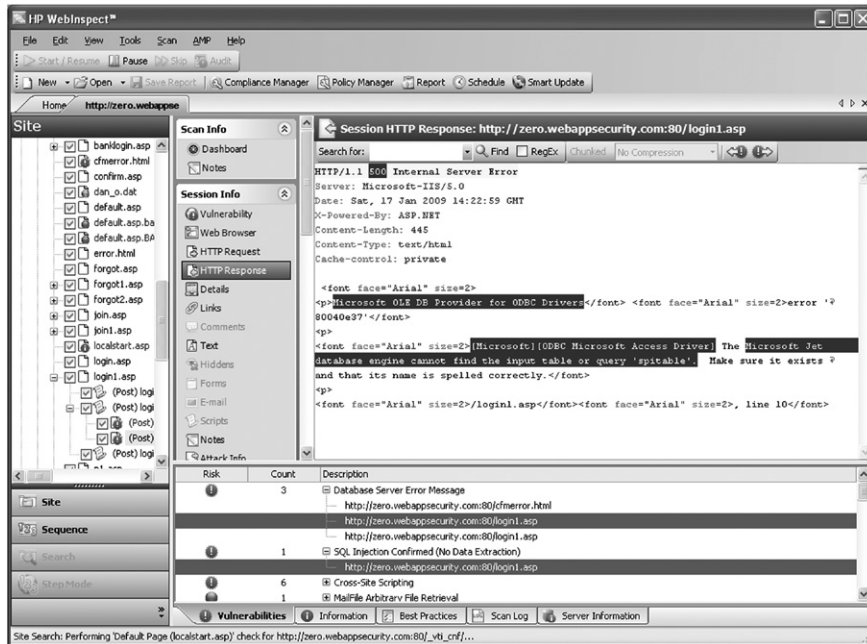 HP WebInspect™
File Edit View Tools Scan AMP Help
Start / Resume Pause Skip Audit
New Open Save Report Compliance Manager Policy Manager Report Schedule Smart Update
Home http://zero.webappse
Site
banklogin.asp
cfmerror.html
confirm.asp
dan_o.dat
default.asp
default.asp.ba
default.asp.BA
error.html
forgot.asp
forgot1.asp
forgot2.asp
join.asp
join1.asp
localstart.asp
login.asp
login1.asp
(Post) logi
(Post) logi
(Post)
(Post)
(Post) logi
Site
Sequence
Search
Step Mode
Scan Info
Dashboard
Notes
Session Info
Vulnerability
Web Browser
HTTP Request
HTTP Response
Details
Links
Comments
Text
Hiddens
Forms
E-mail
Scripts
Notes
Attack Info
Session HTTP Response: http://zero.webappsecurity.com:80/login1.asp
Search for: Find RegEx Chunked No Compression
HTTP/1.1 500 Internal Server Error
Server: Microsoft-IIS/5.0
Date: Sat, 17 Jan 2009 14:22:59 GMT
X-Powered-By: ASP.NET
Content-Length: 445
Content-Type: text/html
Cache-control: private
<font face="Arial" size=2>
<p>Microsoft OLE DB Provider for ODBC Drivers</font> <font face="Arial" size=2>error '
80040e37'</font>
<p>
<font face="Arial" size=2>[Microsoft][ODBC Microsoft Access Driver] The Microsoft Jet
database engine cannot find the input table or query 'spitable'. Make sure it exists
and that its name is spelled correctly.</font>
<p>
<font face="Arial" size=2>/login1.asp</font><font face="Arial" size=2>, line 10</font>
Risk Count Description
3 Database Server Error Message
http://zero.webappsecurity.com:80/cfmerror.html
http://zero.webappsecurity.com:80/login1.asp
http://zero.webappsecurity.com:80/login1.asp
1 SQL Injection Confirmed (No Data Extraction)
http://zero.webappsecurity.com:80/login1.asp
6 Cross-Site Scripting
1 MailFile Arbitrary File Retrieval
Vulnerabilities Information Best Practices Scan Log Server Information
Site Search: Performing 'Default Page (localstart.asp)' check for http://zero.webappsecurity.com:80/_vti_cnf/...